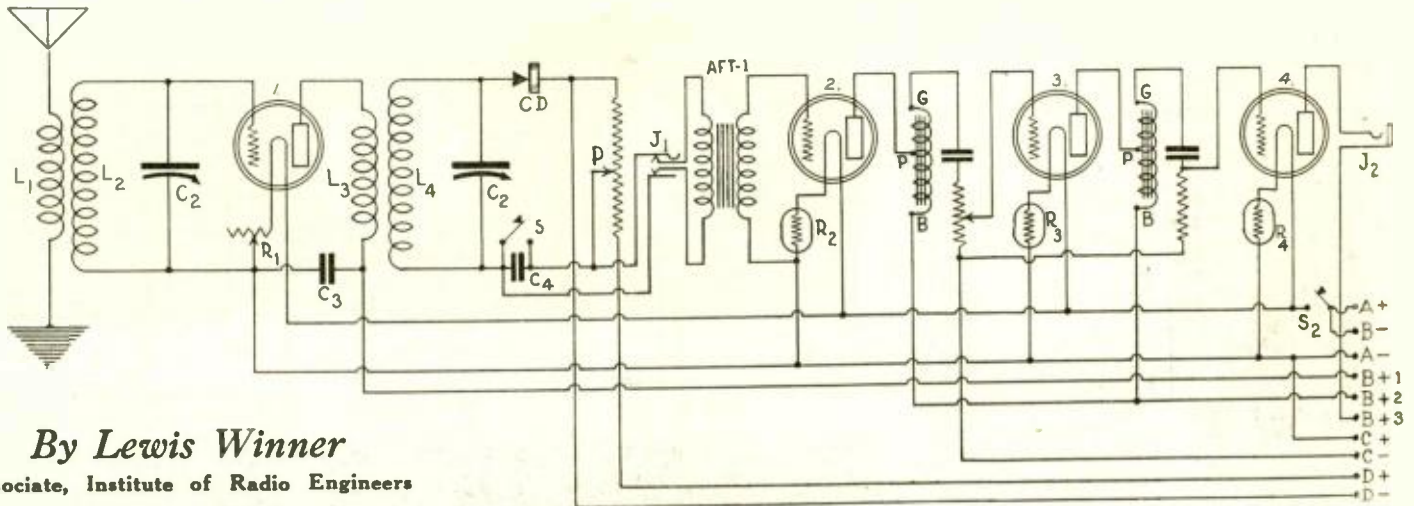 1.
AFT-1
2.
3.
4.
L1
L2
C2
R1
C3
L3
L4
C2
CD
S
C4
P
J1
R2
G
P
B
R3
G
P
B
R4
J2
S2
A+
B-
A-
B+1
B+2
B+3
C+
C-
D+
D-
By Lewis Winner
ociate, Institute of Radio Engineers